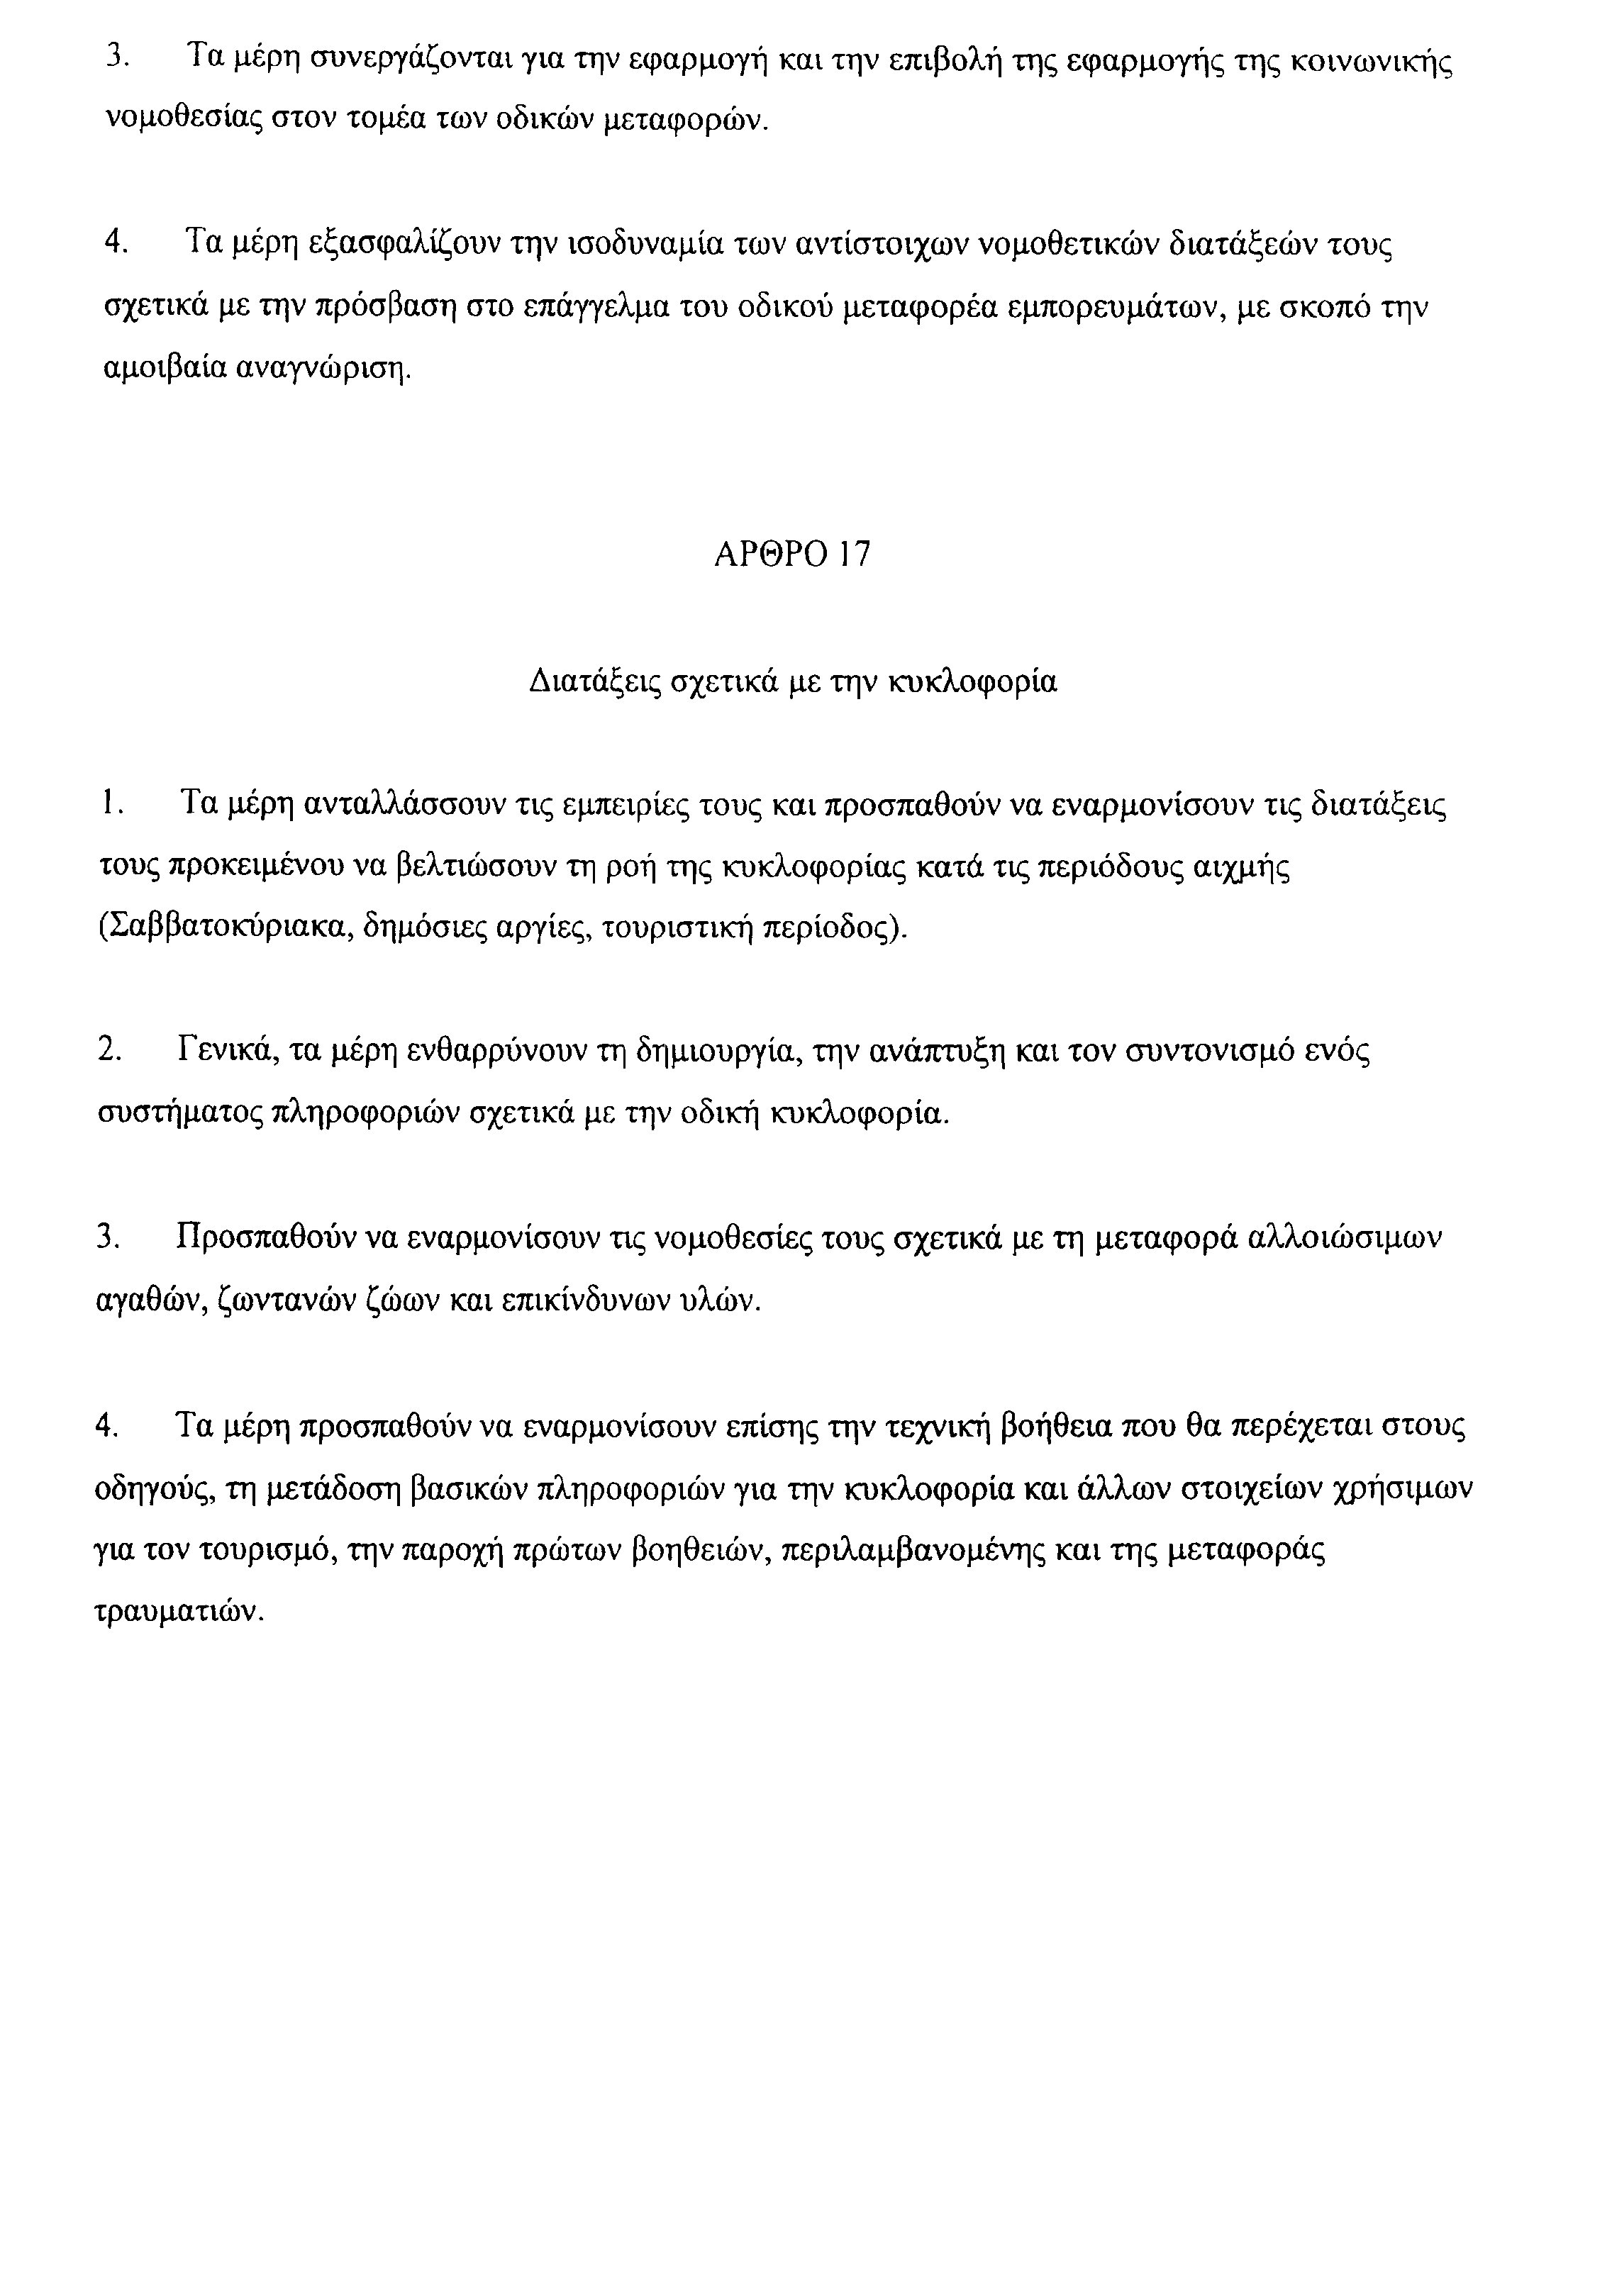 3. Τα μέρη συνεργάζονται για την εφαρμογή και την επιβολή της εφαρμογής της κοινωνικής
νομοθεσίας στον τομέα των οδικών μεταφορών.
4. Τα μέρη εξασφαλίζουν την ισοδυναμία των αντίστοιχων νομοθετικών διατάξεών τους
σχετικά με την πρόσβαση στο επάγγελμα του οδικού μεταφορέα εμπορευμάτων, με σκοπό την
αμοιβαία αναγνώριση.
ΑΡΘΡΟ 17
Διατάξεις σχετικά με την κυκλοφορία
1. Τα μέρη ανταλλάσσουν τις εμπειρίες τους και προσπαθούν να εναρμονίσουν τις διατάξεις
τους προκειμένου να βελτιώσουν τη ροή της κυκλοφορίας κατά τις περιόδους αιχμής
(Σαββατοκύριακα, δημόσιες αργίες, τουριστική περίοδος).
2. Γενικά, τα μέρη ενθαρρύνουν τη δημιουργία, την ανάπτυξη και τον συντονισμό ενός
συστήματος πληροφοριών σχετικά με την οδική κυκλοφορία.
3. Προσπαθούν να εναρμονίσουν τις νομοθεσίες τους σχετικά με τη μεταφορά αλλοιώσιμων
αγαθών, ζωντανών ζώων και επικίνδυνων υλών.
4. Τα μέρη προσπαθούν να εναρμονίσουν επίσης την τεχνική βοήθεια που θα περέχεται στους
οδηγούς, τη μετάδοση βασικών πληροφοριών για την κυκλοφορία και άλλων στοιχείων χρήσιμων
για τον τουρισμό, την παροχή πρώτων βοηθειών, περιλαμβανομένης και της μεταφοράς
τραυματιών.